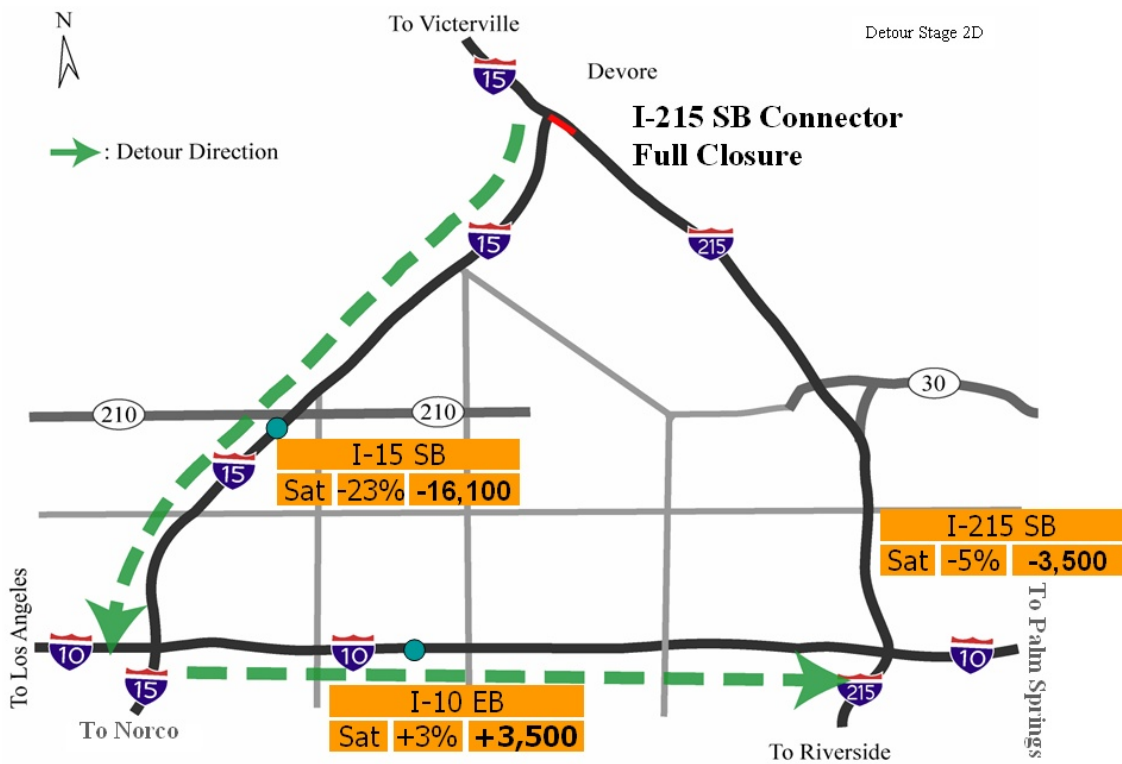 N
To Victerville
Detour Stage 2D
15
Devore
: Detour Direction
I-215 SB Connector
Full Closure
15
215
30
210
210
I-15 SB
Sat -23% -16,100
15
I-215 SB
Sat -5% -3,500
To Los Angeles
To Palm Springs
10
10
10
15
215
I-10 EB
Sat +3% +3,500
To Norco
To Riverside